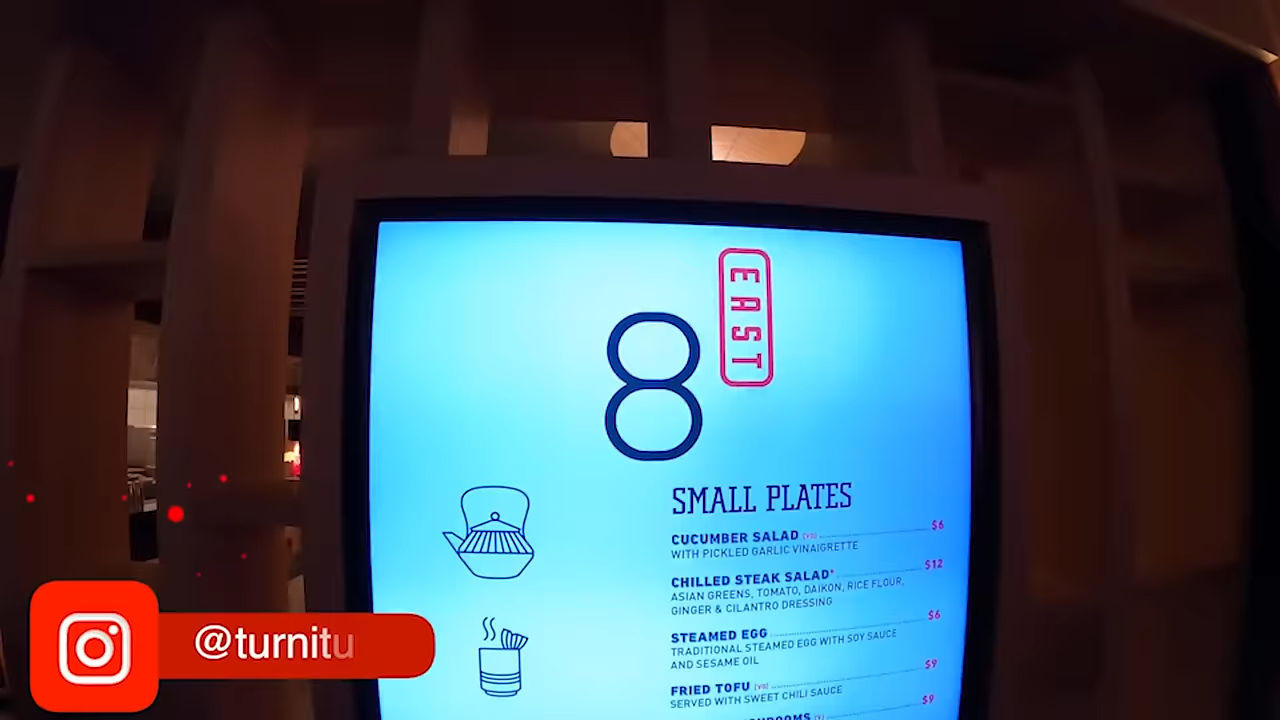 8 EAST
SMALL PLATES
CUCUMBER SALAD (VG) $6
WITH PICKLED GARLIC VINAIGRETTE
CHILLED STEAK SALAD* $12
ASIAN GREENS, TOMATO, DAIKON, RICE FLOUR,
GINGER & CILANTRO DRESSING
STEAMED EGG $6
TRADITIONAL STEAMED EGG WITH SOY SAUCE
AND SESAME OIL
FRIED TOFU (VG) $9
SERVED WITH SWEET CHILI SAUCE
(V) $9
@turnitu